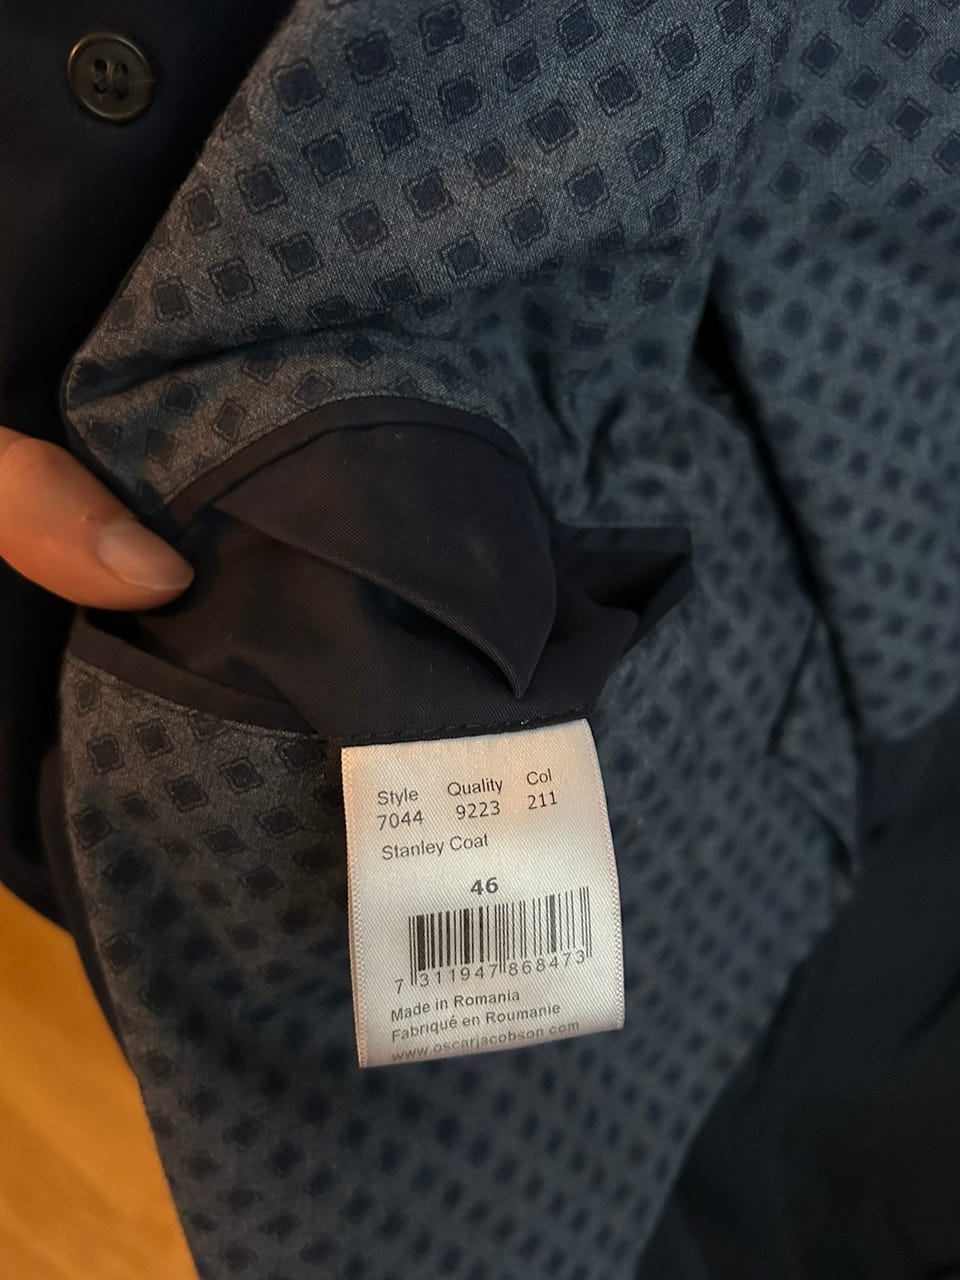 Style Quality Col
7044 9223 211
Stanley Coat
46
7 311947 868473
Made in Romania
Fabriqué en Roumanie
www.oscarjacobson.com